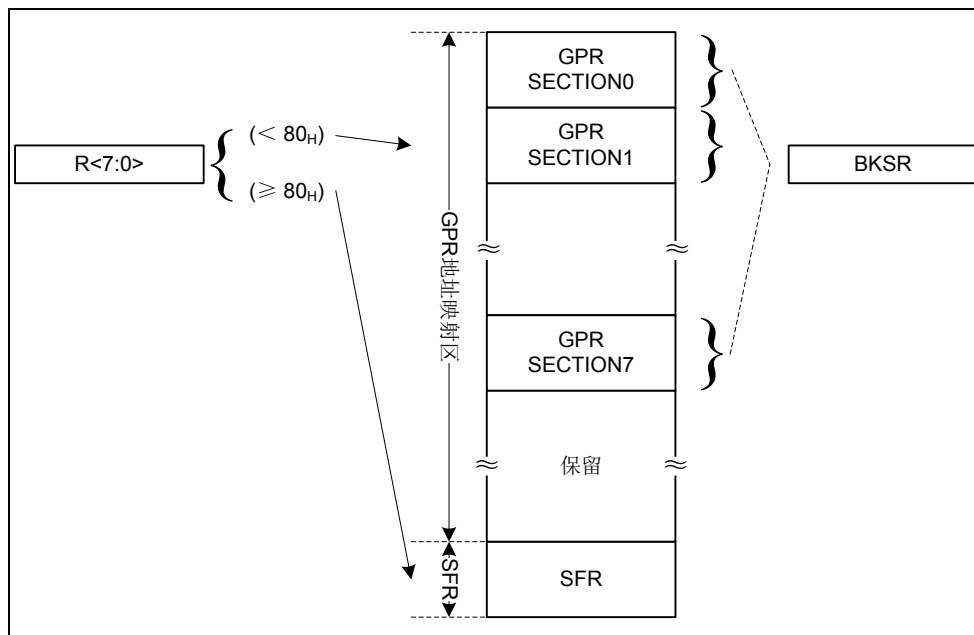 GPR
SECTION0
GPR
SECTION1
R<7:0>
(< 80H)
(≥ 80H)
BKSR
GPR地址映射区
GPR
SECTION7
保留
SFR
SFR